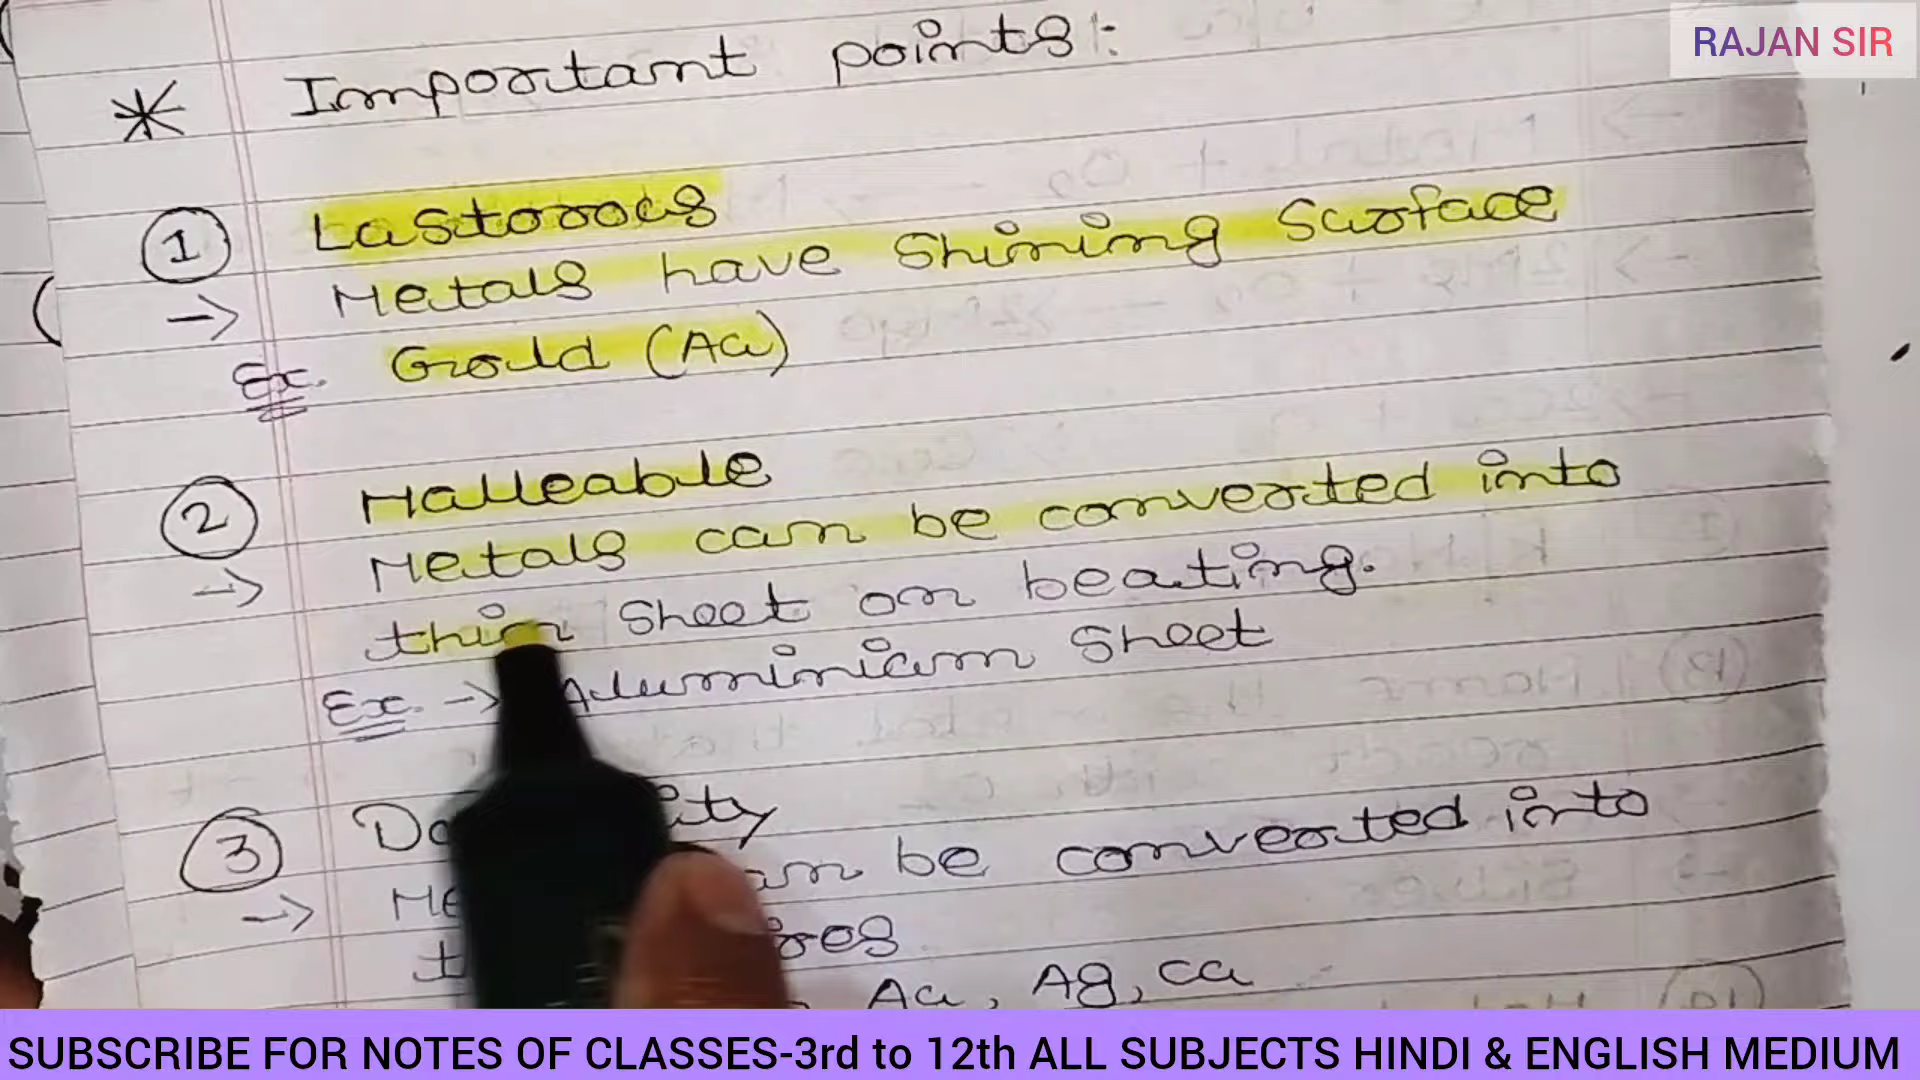 RAJAN SIR
* Important points:-
① Lastorocs
→ Metals have shining surface
Ex. Gold (Au)
② Malleable
→ Metals can be converted into
thin sheet on beating.
Ex. → Aluminium sheet
③
→ be converted into
Au, Ag, Cu
SUBSCRIBE FOR NOTES OF CLASSES-3rd to 12th ALL SUBJECTS HINDI & ENGLISH MEDIUM